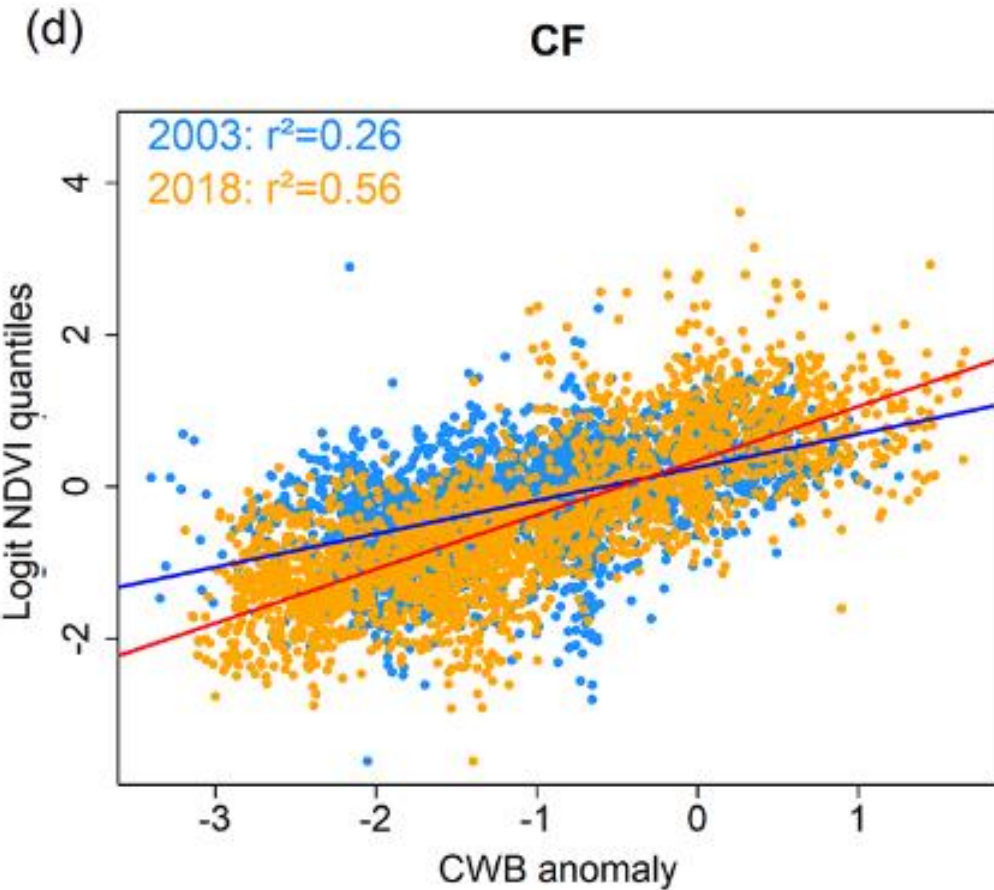 (d)
CF
2003: r²=0.26
2018: r²=0.56
Logit NDVI quantiles
4
2
0
-2
-3
-2
-1
0
1
CWB anomaly